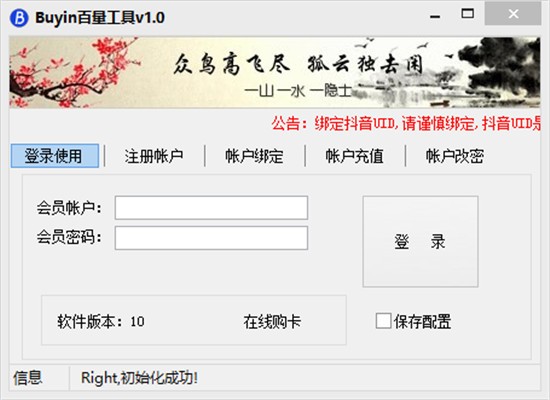 Buyin百量工具v1.0
众鸟高飞尽 孤云独去闲
一山一水 一隐士
公告：绑定抖音UID,请谨慎绑定,抖音UID是
登录使用 注册帐户 帐户绑定 帐户充值 帐户改密
会员帐户：
会员密码：
登 录
软件版本：10 在线购卡
保存配置
信息 Right,初始化成功!